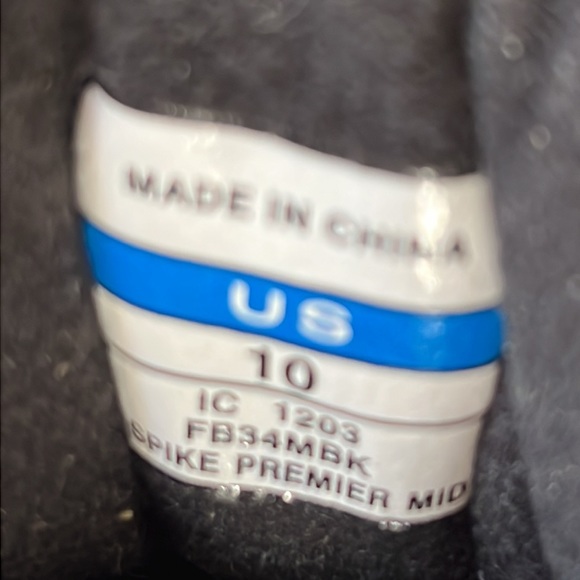 MADE IN CHINA
US
10
IC 1203
FB34MBK
SPIKE PREMIER MID